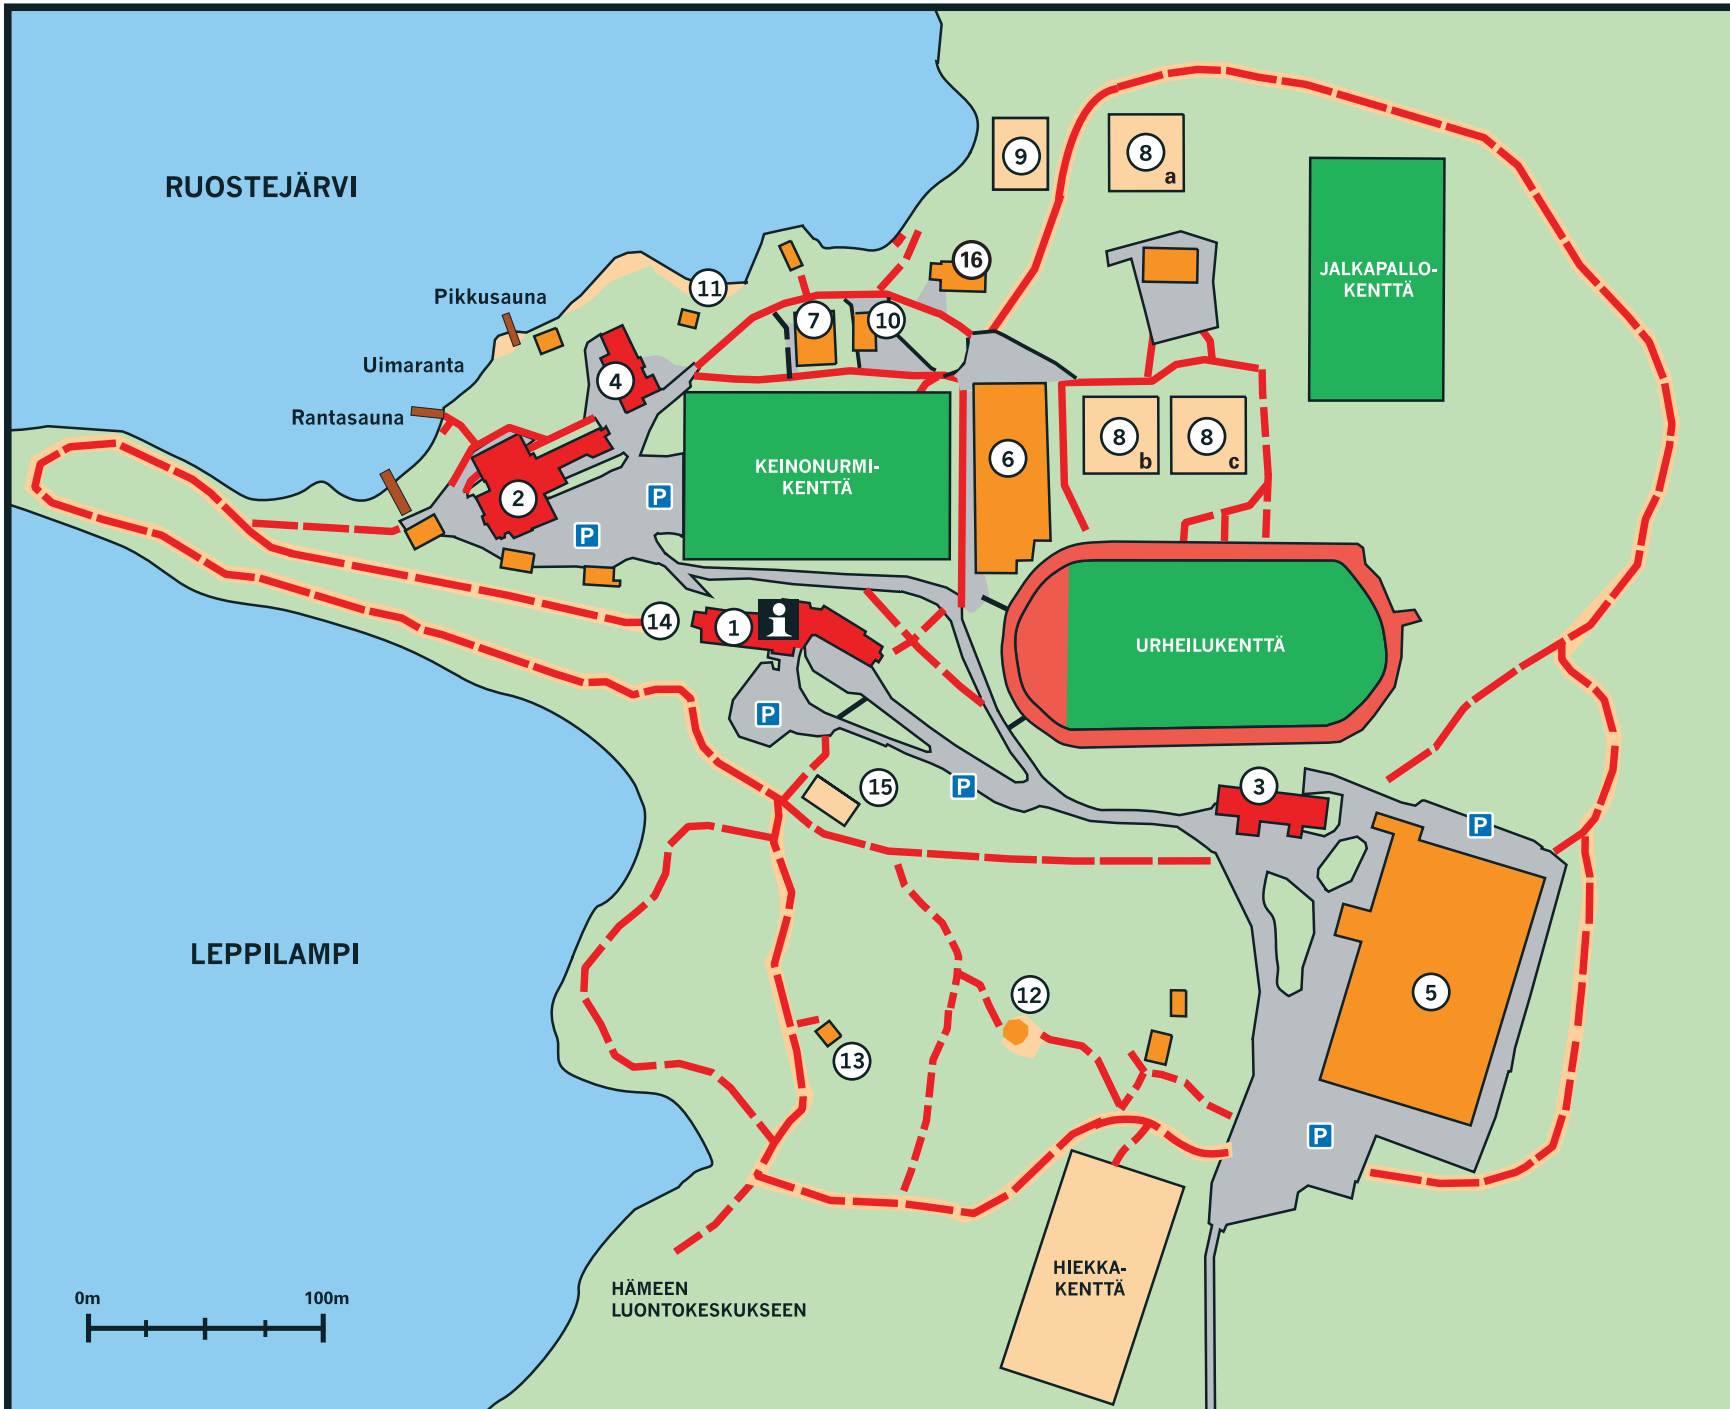 9
8
a
RUOSTEJÄRVI
16
JALKAPALLO-
KENTTÄ
11
Pikkusauna
7
10
Uimaranta
4
Rantasauna
8
b
8
c
6
KEINONURMI-
KENTTÄ
2
P
P
14
1
i
URHEILUKENTTÄ
P
15
P
3
P
LEPPILAMPI
5
12
13
P
HIEKKA-
KENTTÄ
HÄMEEN
LUONTOKESKUKSEEN
0m
100m